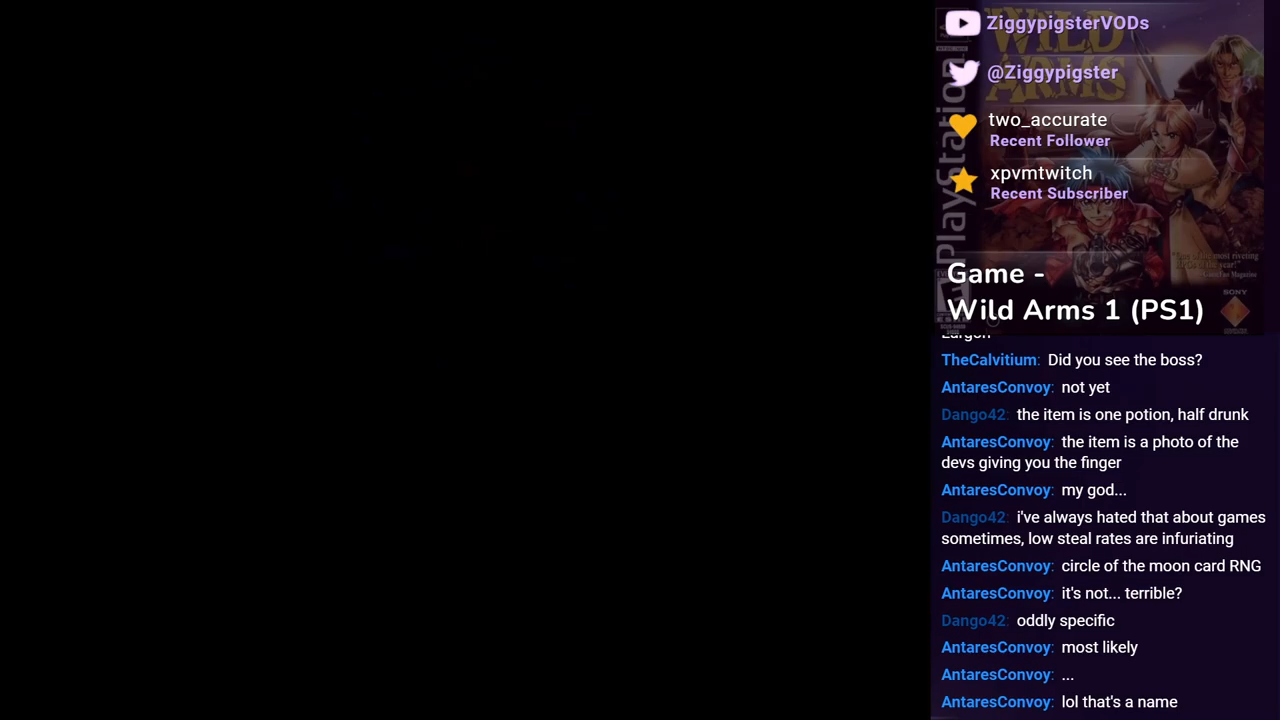 ZiggypigsterVODs
@Ziggypigster
two_accurate
Recent Follower
xpvmtwitch
Recent Subscriber
WILD
ARMS
PlayStation
Game -
Wild Arms 1 (PS1)
SONY
TheCalvitium: Did you see the boss?
AntaresConvoy: not yet
Dango42: the item is one potion, half drunk
AntaresConvoy: the item is a photo of the
devs giving you the finger
AntaresConvoy: my god...
Dango42: i've always hated that about games
sometimes, low steal rates are infuriating
AntaresConvoy: circle of the moon card RNG
AntaresConvoy: it's not... terrible?
Dango42: oddly specific
AntaresConvoy: most likely
AntaresConvoy: ...
AntaresConvoy: lol that's a name